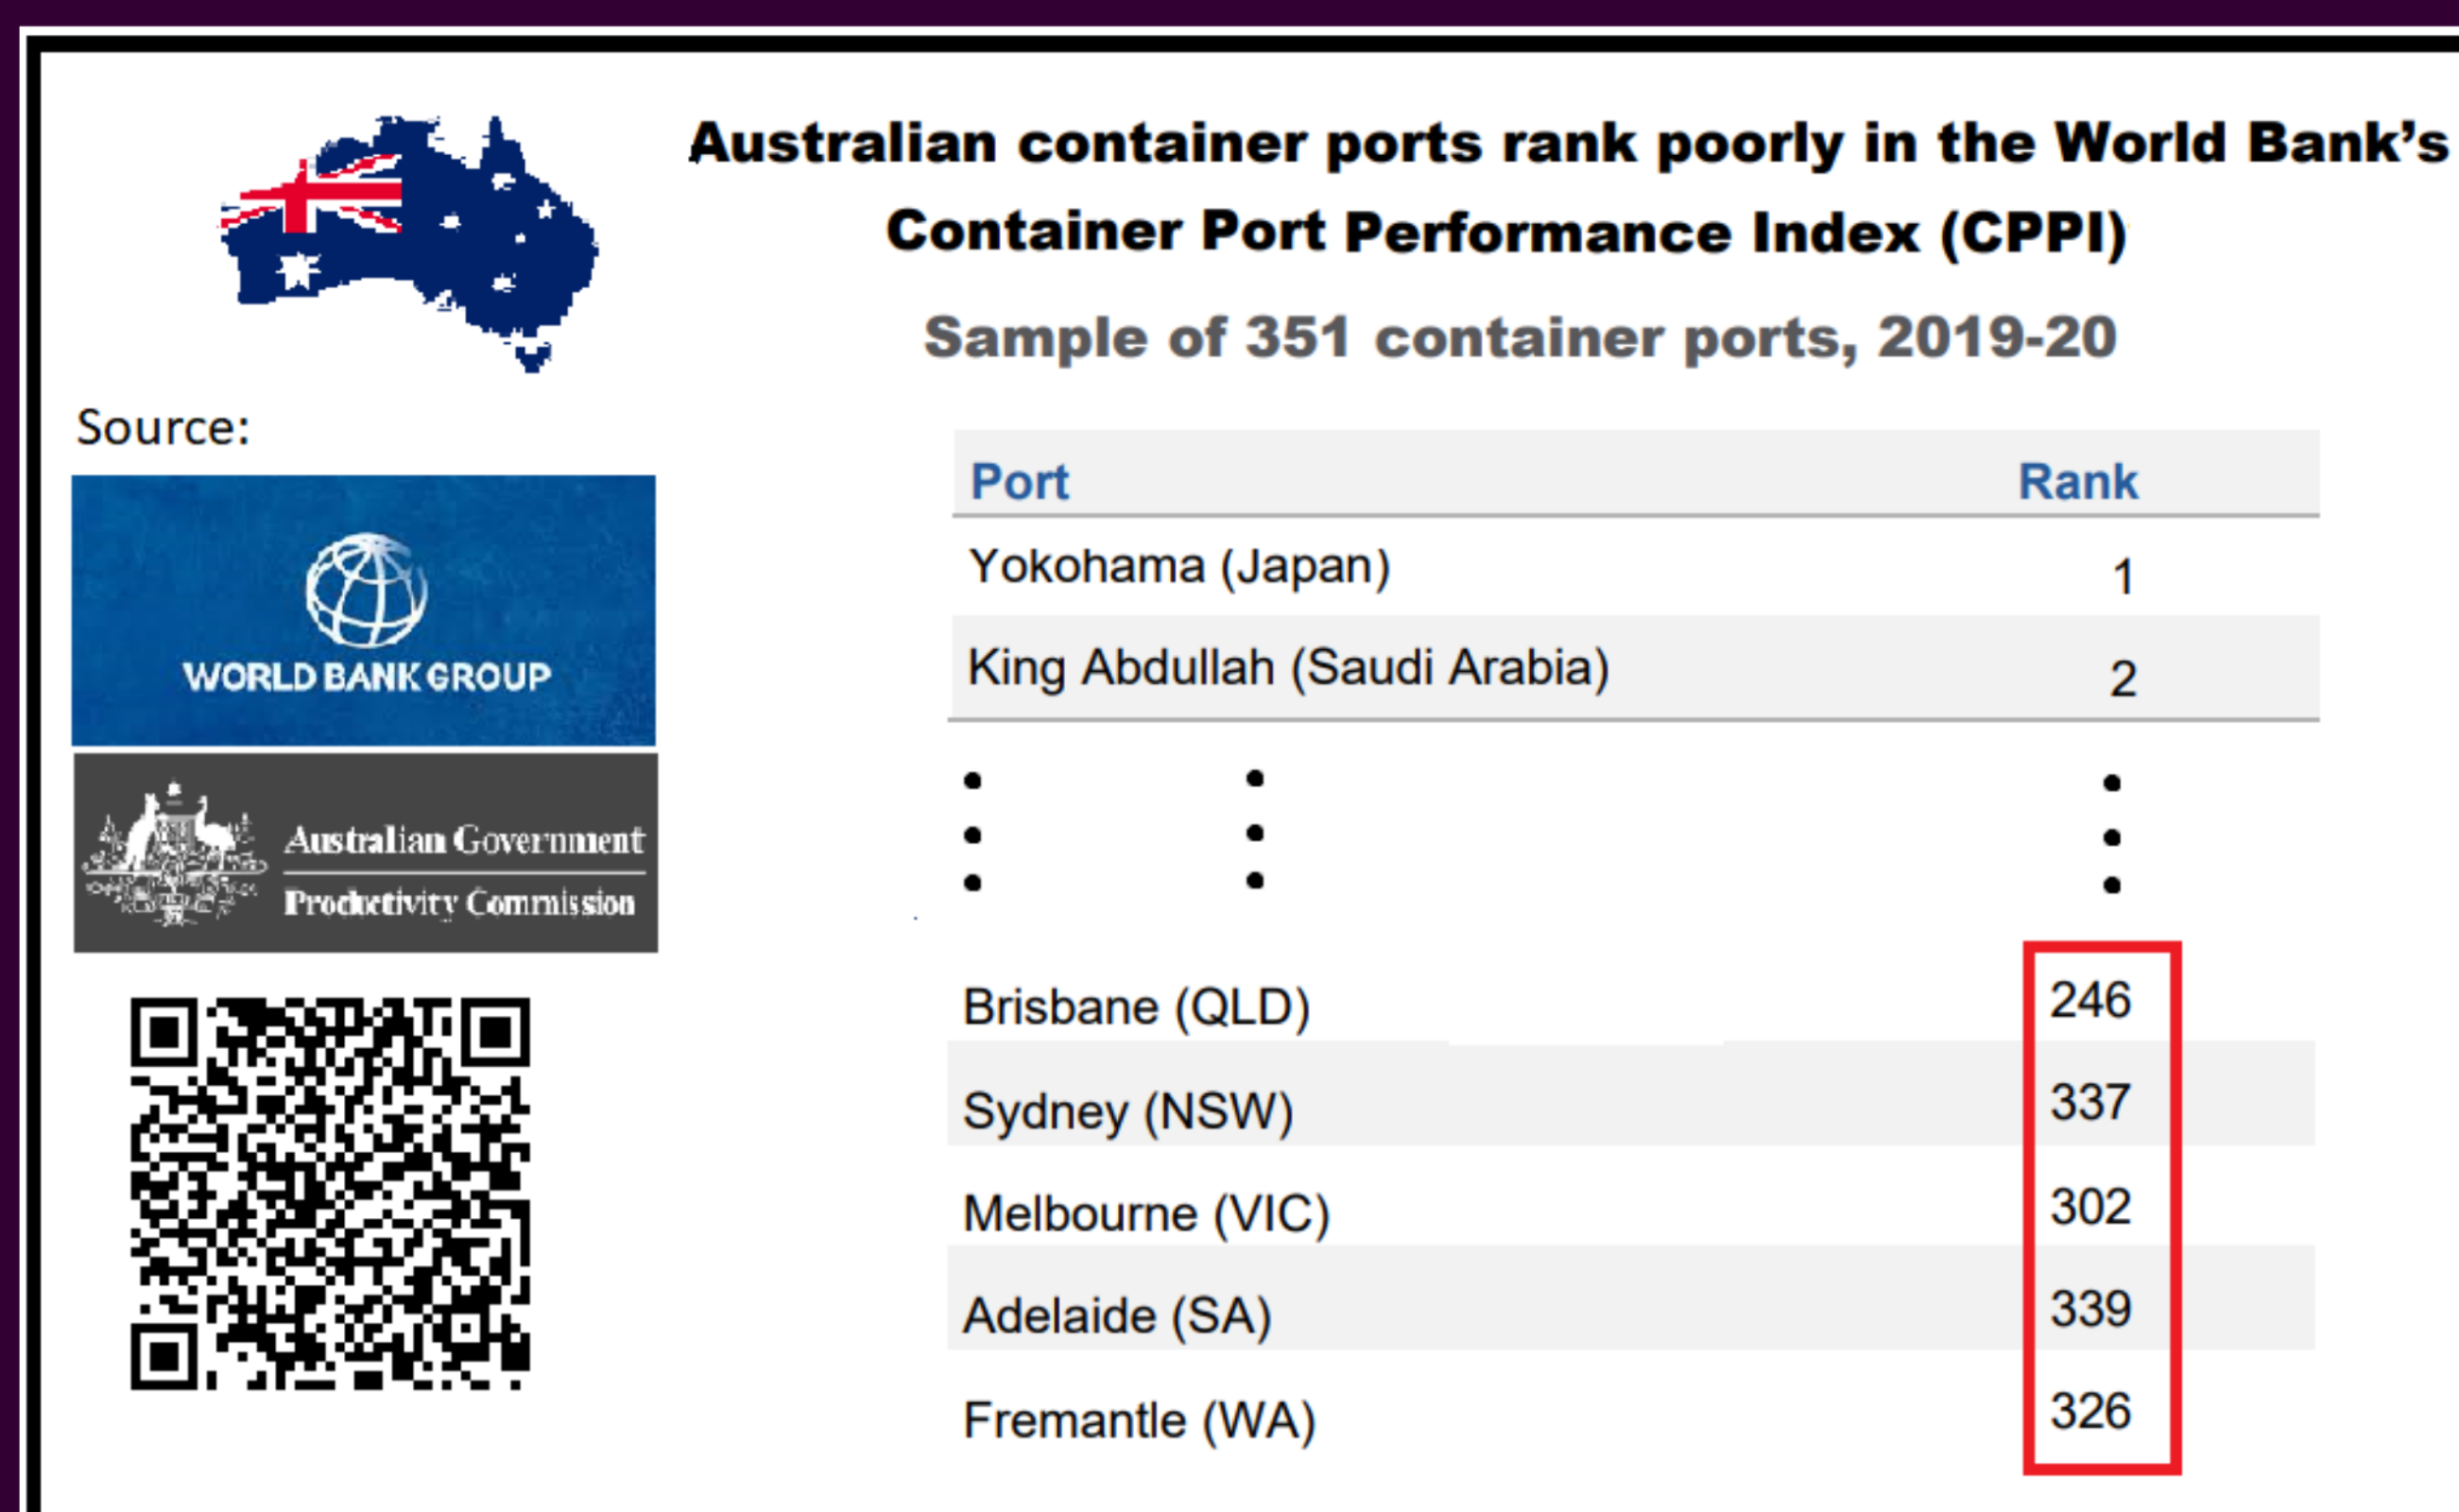 Australian container ports rank poorly in the World Bank’s
Container Port Performance Index (CPPI)
Sample of 351 container ports, 2019-20
Source:
WORLD BANK GROUP
Australian Government
Productivity Commission
Port Rank
Yokohama (Japan) 1
King Abdullah (Saudi Arabia) 2
Brisbane (QLD) 246
Sydney (NSW) 337
Melbourne (VIC) 302
Adelaide (SA) 339
Fremantle (WA) 326